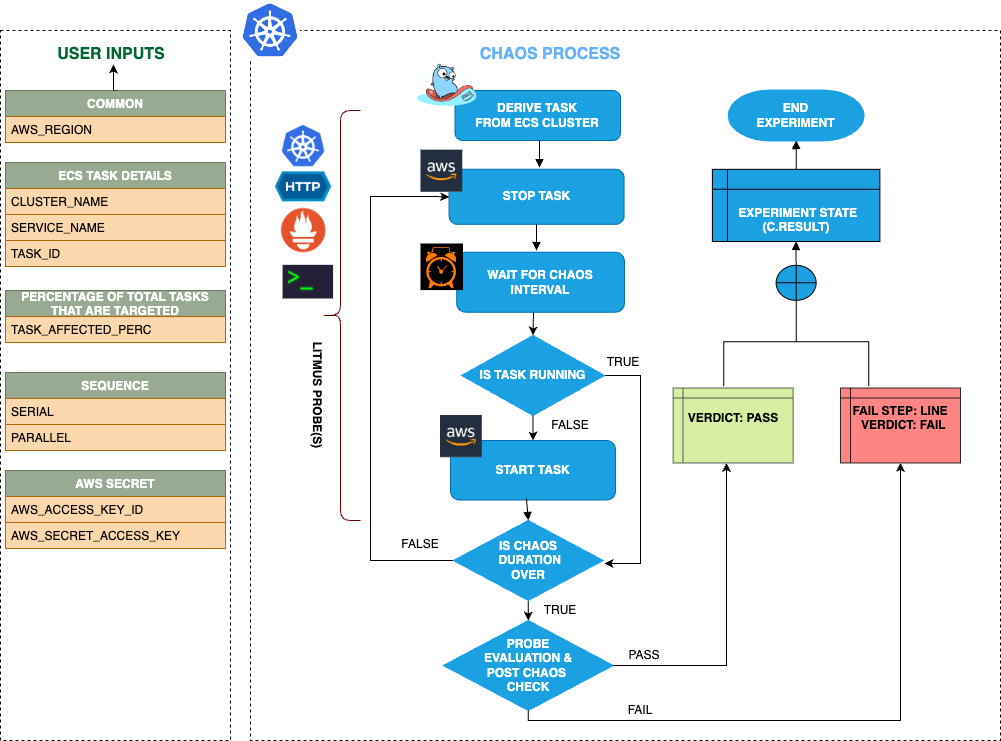 USER INPUTS
COMMON
AWS_REGION
ECS TASK DETAILS
CLUSTER_NAME
SERVICE_NAME
TASK_ID
PERCENTAGE OF TOTAL TASKS
THAT ARE TARGETED
TASK_AFFECTED_PERC
SEQUENCE
SERIAL
PARALLEL
AWS SECRET
AWS_ACCESS_KEY_ID
AWS_SECRET_ACCESS_KEY
CHAOS PROCESS
HTTP
>_
LITMUS PROBE(S)
DERIVE TASK
FROM ECS CLUSTER
aws
STOP TASK
WAIT FOR CHAOS
INTERVAL
IS TASK RUNNING
TRUE
FALSE
aws
START TASK
FALSE
IS CHAOS
DURATION
OVER
TRUE
PROBE
EVALUATION &
POST CHAOS
CHECK
PASS
FAIL
END
EXPERIMENT
EXPERIMENT STATE
(C.RESULT)
VERDICT: PASS
FAIL STEP: LINE
VERDICT: FAIL